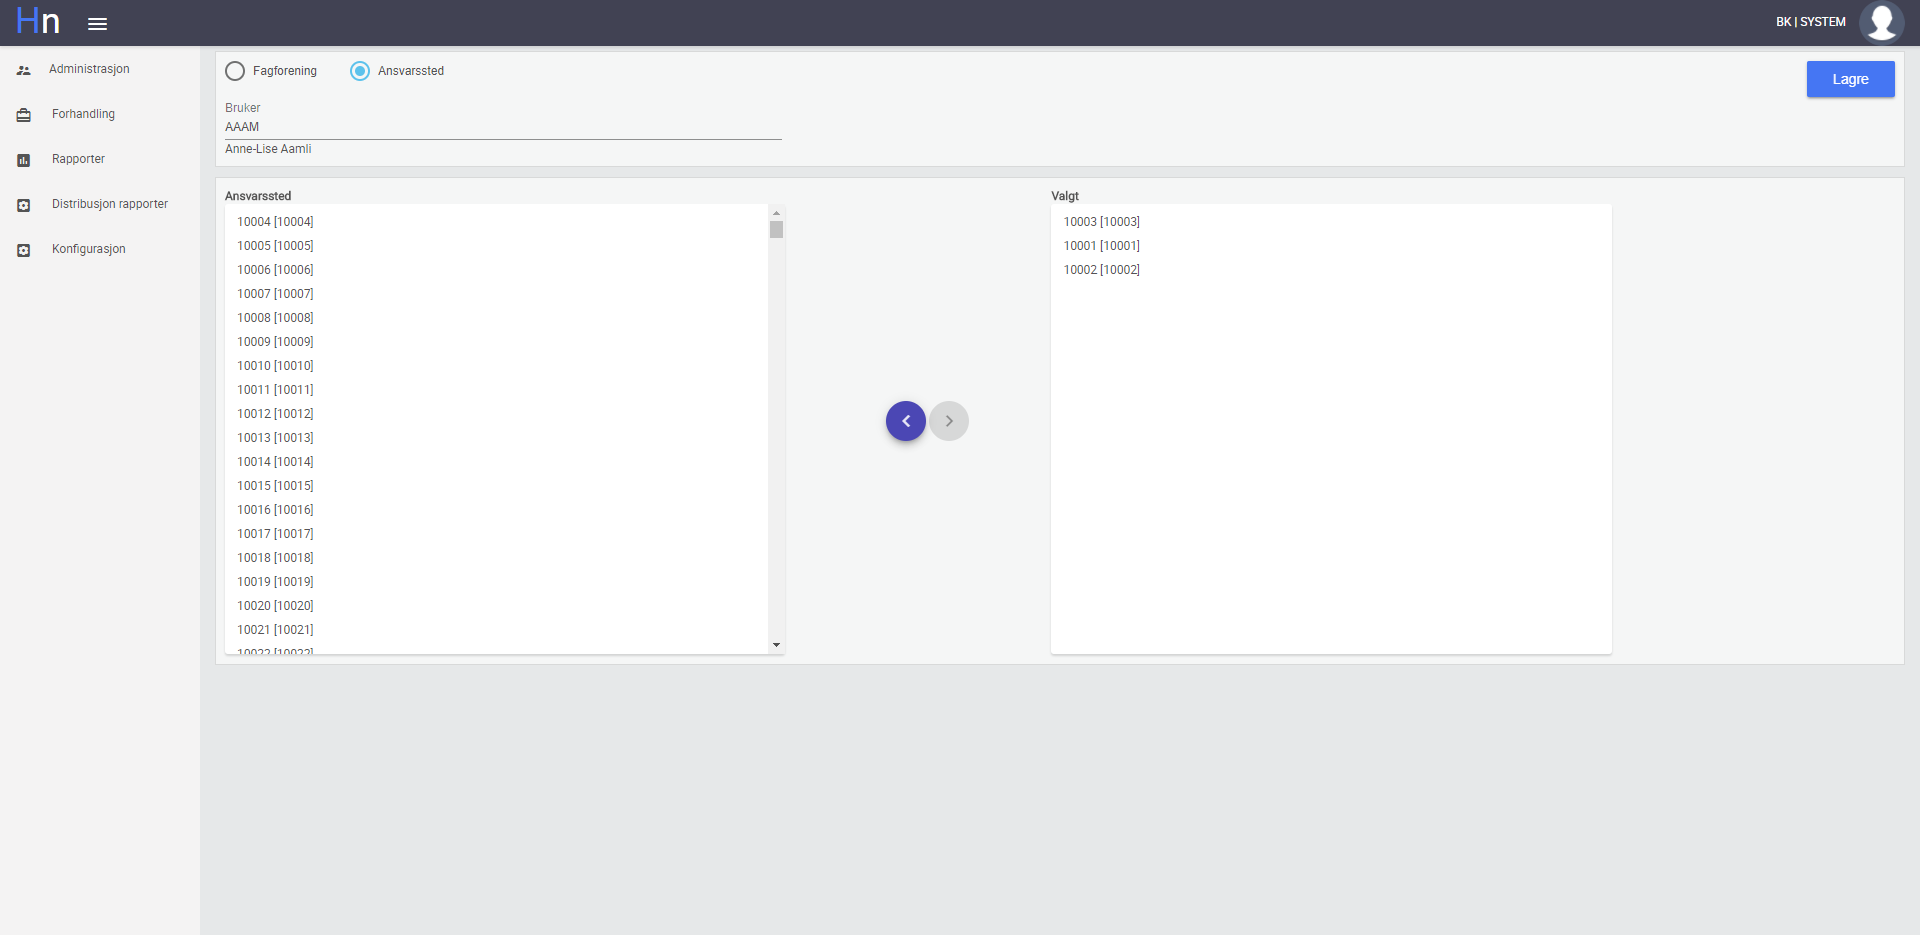 Hn
BK | SYSTEM
Administrasjon
Forhandling
Rapporter
Distribusjon rapporter
Konfigurasjon
Fagforening
Ansvarssted
Lagre
Bruker
AAAM
Anne-Lise Aamli
Ansvarssted
10004 [10004]
10005 [10005]
10006 [10006]
10007 [10007]
10008 [10008]
10009 [10009]
10010 [10010]
10011 [10011]
10012 [10012]
10013 [10013]
10014 [10014]
10015 [10015]
10016 [10016]
10017 [10017]
10018 [10018]
10019 [10019]
10020 [10020]
10021 [10021]
10022 [10022]
Valgt
10003 [10003]
10001 [10001]
10002 [10002]